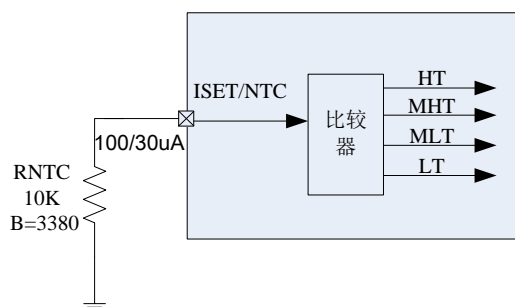 ISET/NTC
100/30uA
RNTC
10K
B=3380
比较
器
HT
MHT
MLT
LT